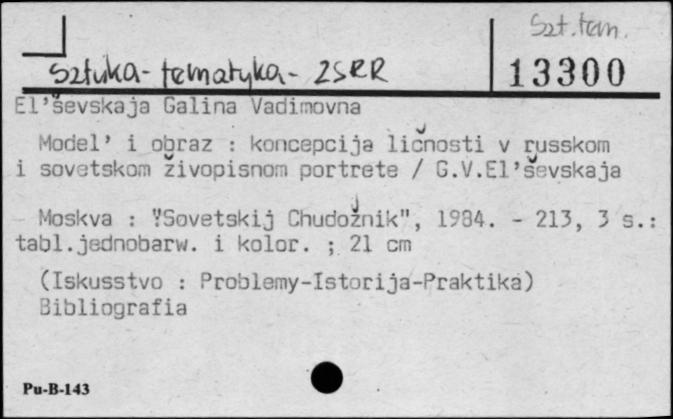 Szt.tem.
Sztuka - tematyka - ZSRR
13300
El’ševskaja Galina Vadimovna
Model’ i obraz : koncepcija ličnosti v russkom
i sovetskom živopisnom portrete / G.V.El’ševskaja
Moskva : "Sovetskij Chudožnik", 1984. - 213, 3 s.:
tabl.jednobarw. i kolor. ; 21 cm
(Iskusstvo : Problemy-Istorija-Praktika)
Bibliografia
Pu-B-143